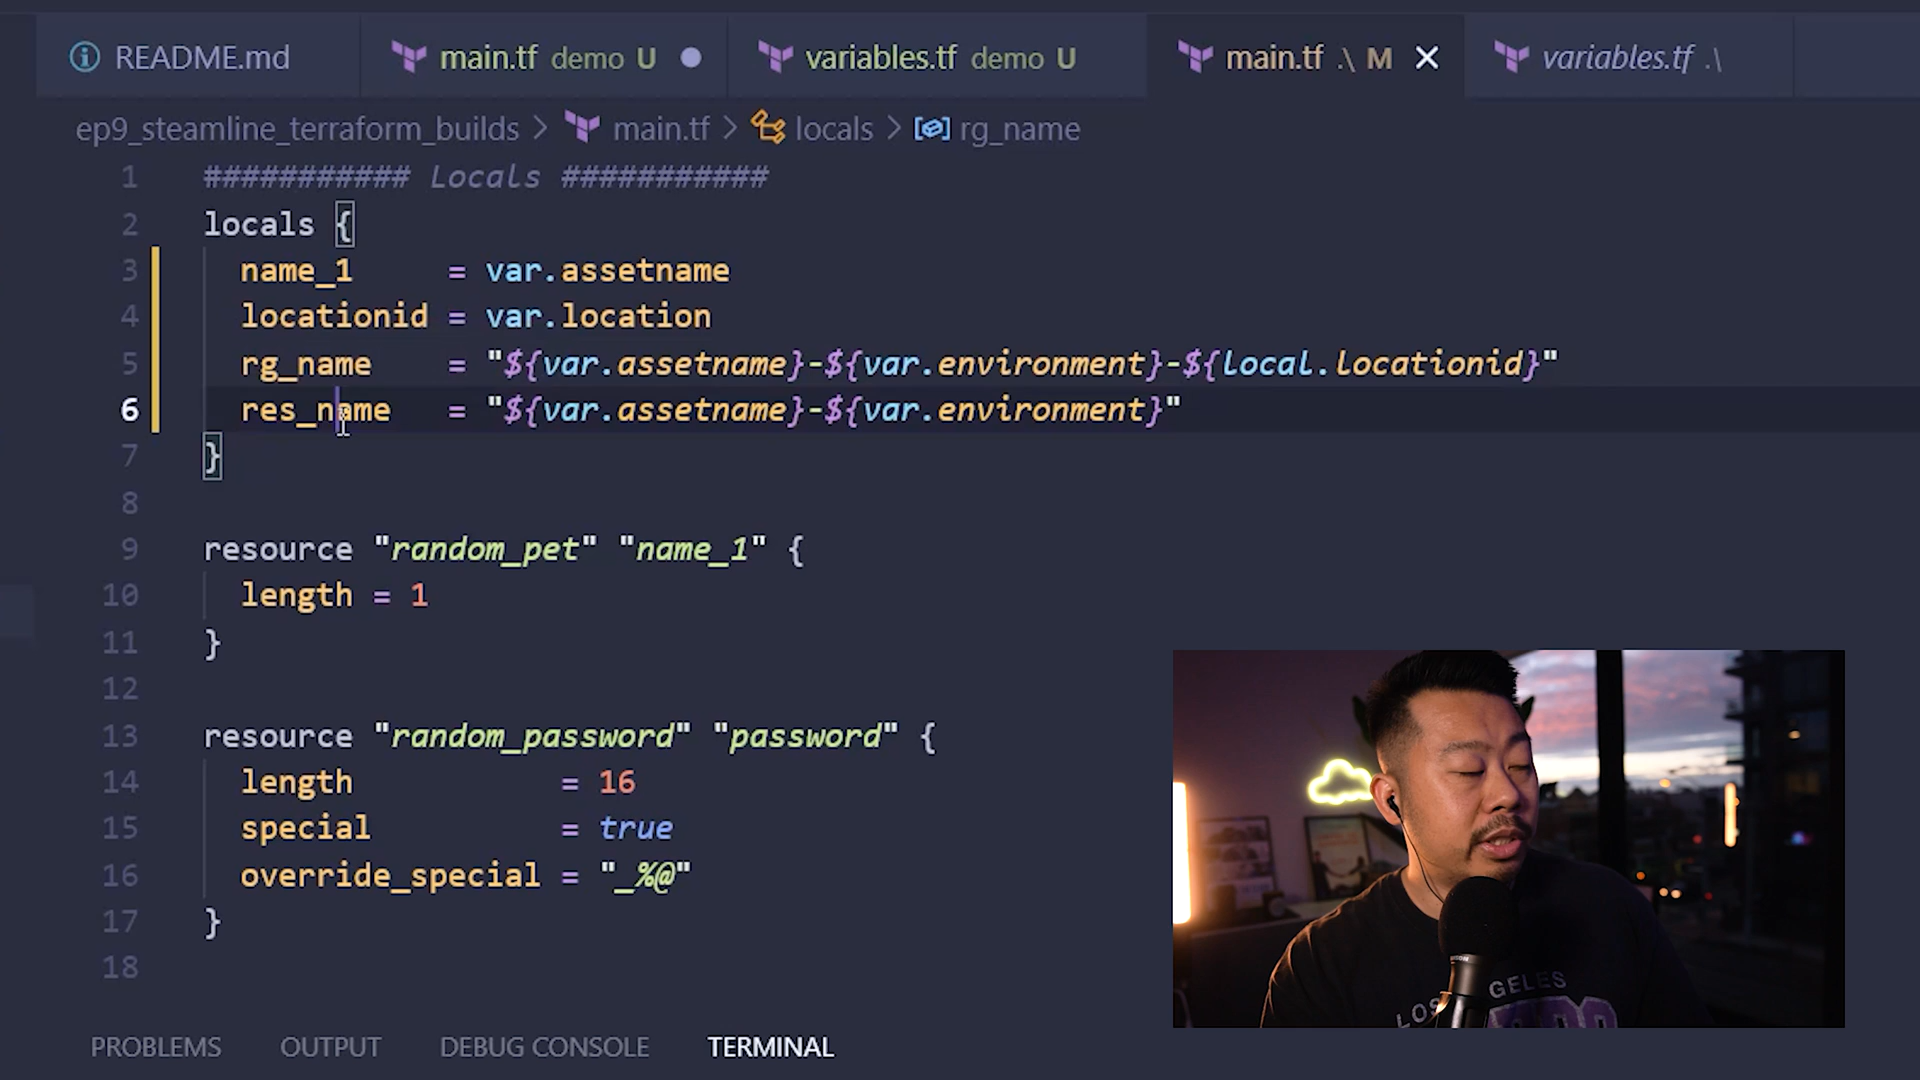 README.md
main.tf demo U
variables.tf demo U
main.tf .\ M
variables.tf .\
ep9_steamline_terraform_builds > main.tf > locals > rg_name
1 ########### Locals ###########
2 locals {
3 name_1 = var.assetname
4 locationid = var.location
5 rg_name = "${var.assetname}-${var.environment}-${local.locationid}"
6 res_name = "${var.assetname}-${var.environment}"
7 }
8
9 resource "random_pet" "name_1" {
10 length = 1
11 }
12
13 resource "random_password" "password" {
14 length = 16
15 special = true
16 override_special = "_%@"
17 }
18
LOS GELES
PROBLEMS OUTPUT DEBUG CONSOLE TERMINAL